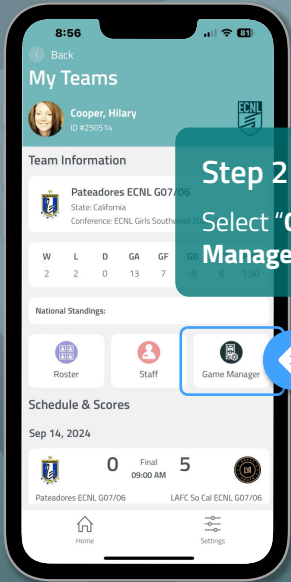 8:56
81
Back
My Teams
Cooper, Hilary
ID #250514
ECNL
Team Information
Pateadores ECNL G07/06
State: California
Conference: ECNL Girls Southwest
Step 2
Select "
Manage
W L D GA GF GD
2 2 0 13 7 -6 6 1.50
National Standings:
Roster
Staff
Game Manager
Schedule & Scores
Sep 14, 2024
0 Final 5
09:00 AM
Pateadores ECNL G07/06
LAFC So Cal ECNL G07/06
Home
Settings